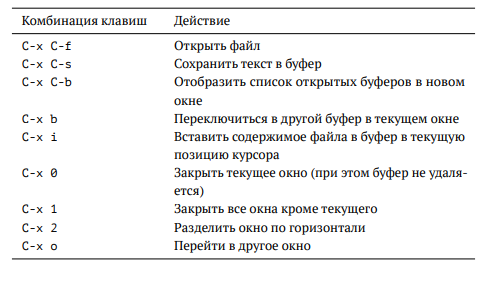 Комбинация клавиш Действие
C-x C-f Открыть файл
C-x C-s Сохранить текст в буфер
C-x C-b Отобразить список открытых буферов в новом
окне
C-x b Переключиться в другой буфер в текущем окне
C-x i Вставить содержимое файла в буфер в текущую
позицию курсора
C-x 0 Закрыть текущее окно (при этом буфер не удаля-
ется)
C-x 1 Закрыть все окна кроме текущего
C-x 2 Разделить окно по горизонтали
C-x o Перейти в другое окно